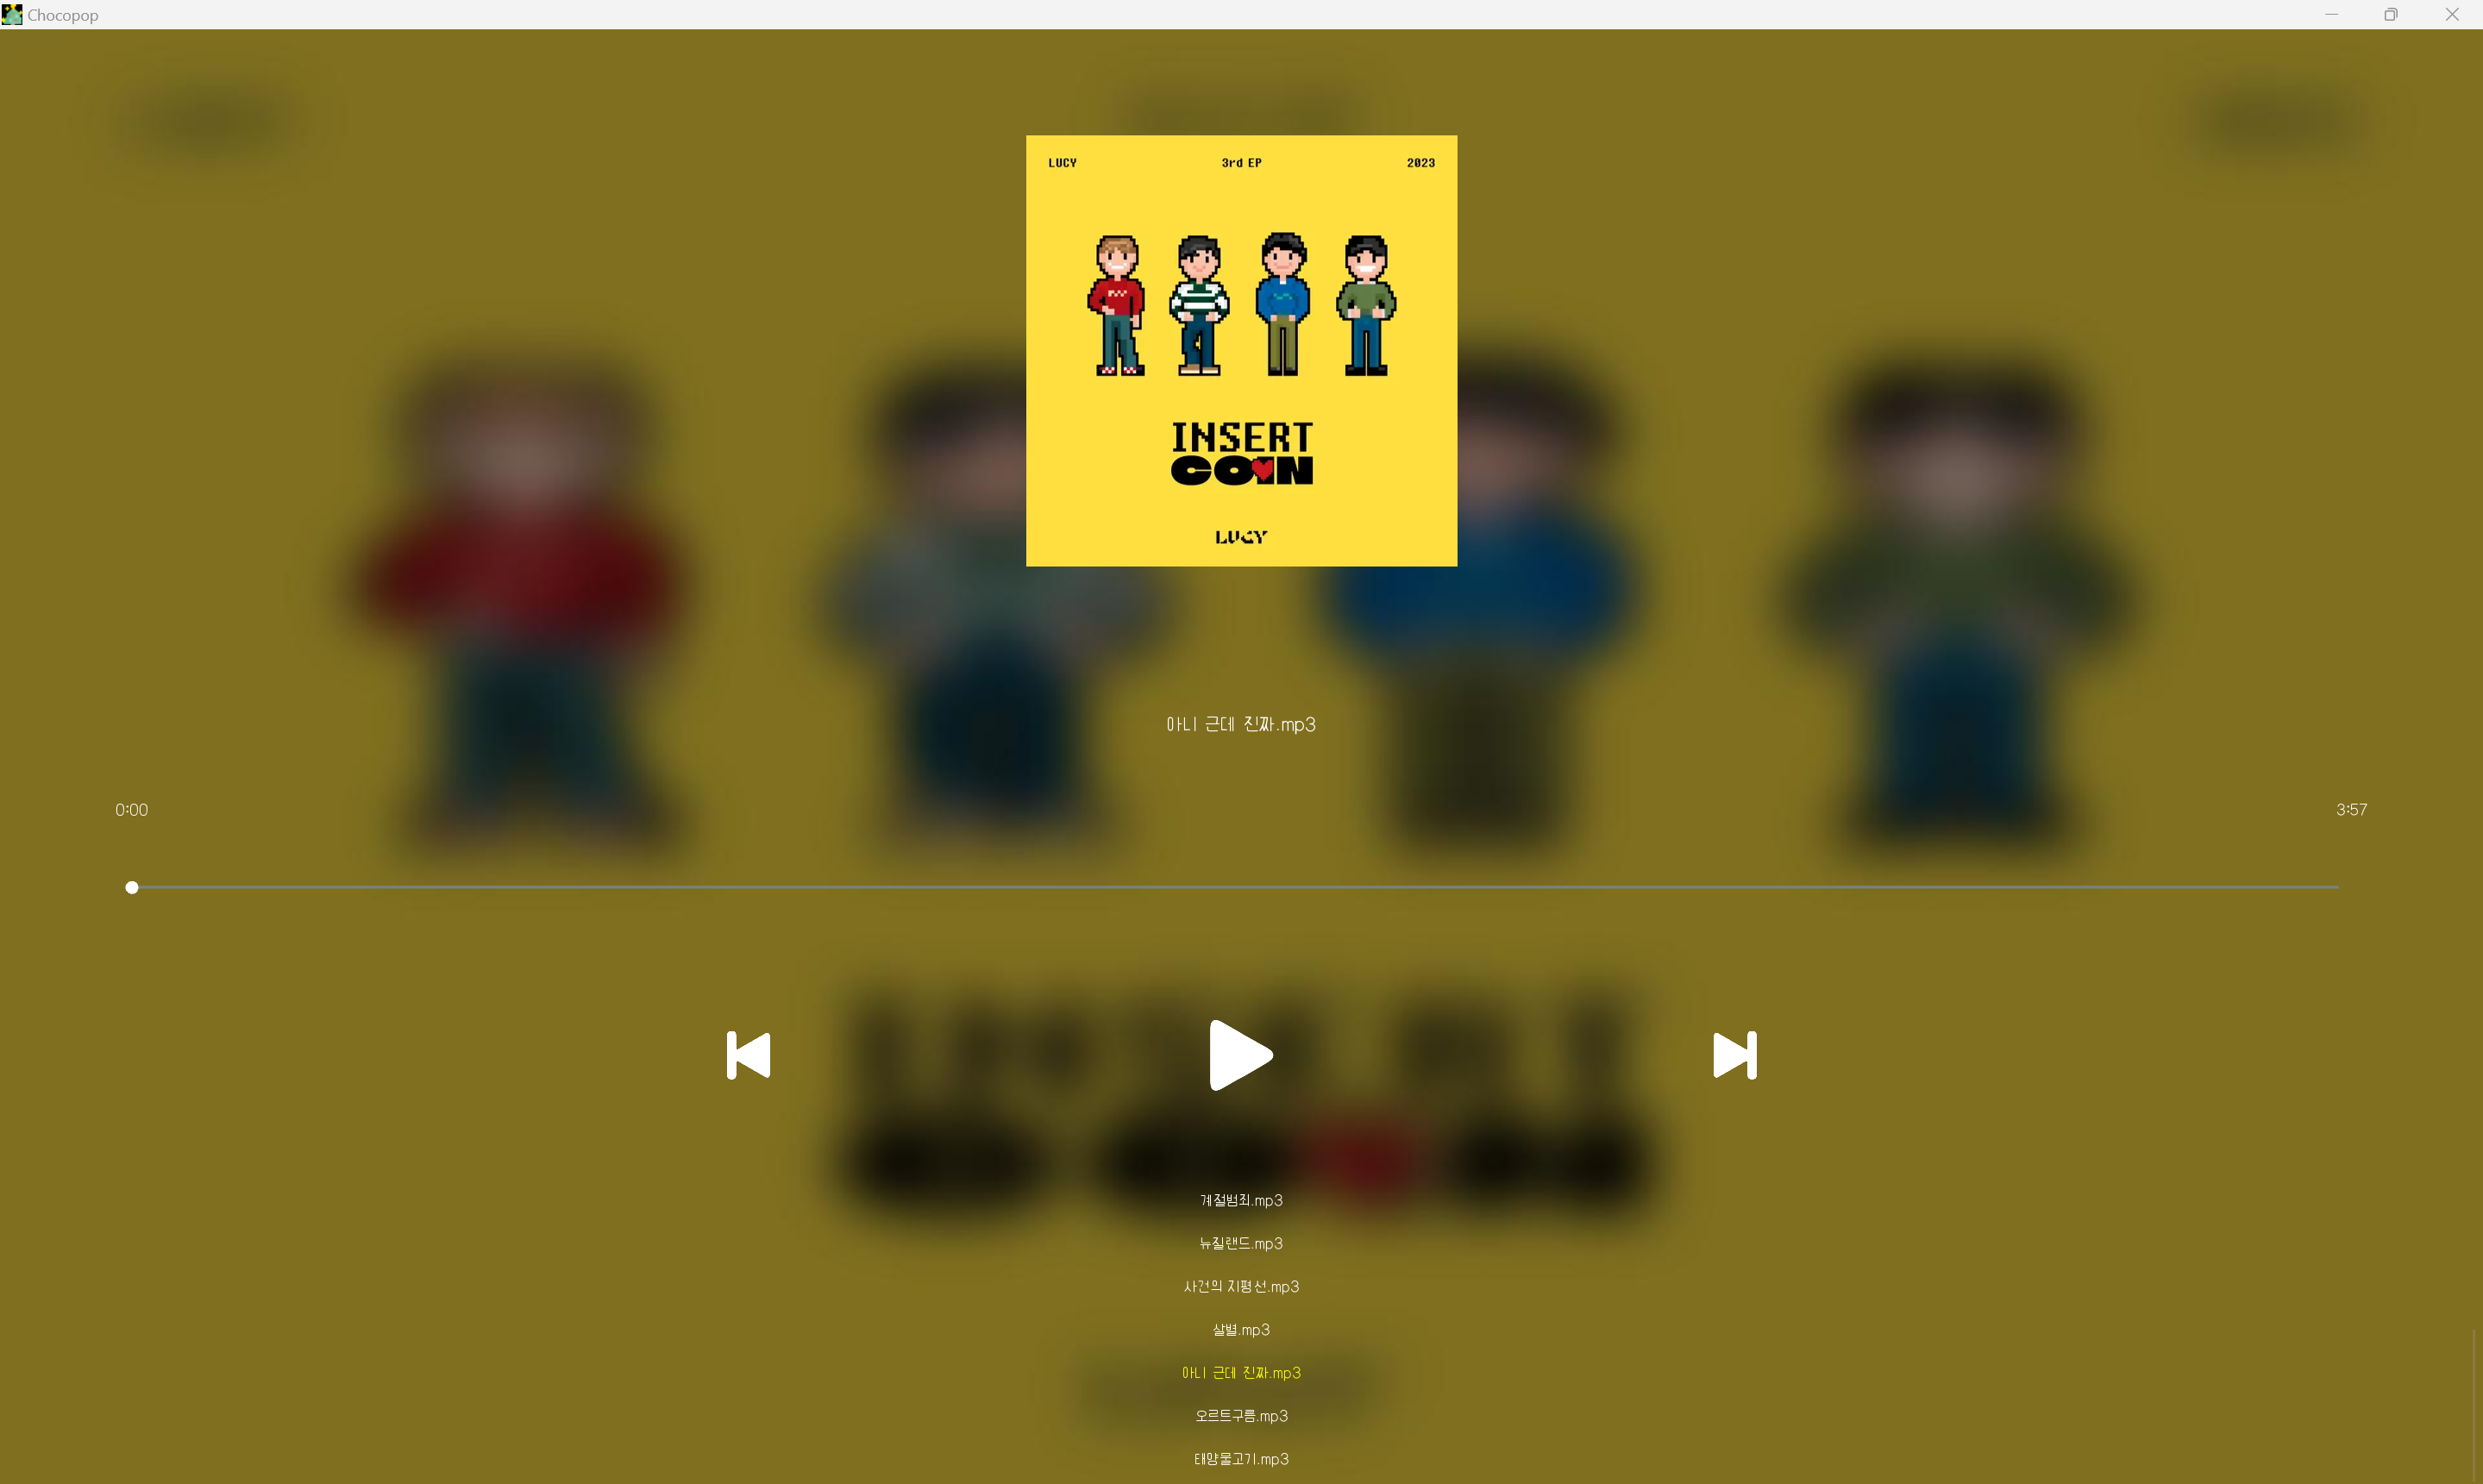 Chocopop
LUCY 3rd EP 2023
INSERT
COIN
LUCY
아니 근데 진짜.mp3
0:00 3:57
계절범죄.mp3
뉴질랜드.mp3
사건의 지평선.mp3
살별.mp3
아니 근데 진짜.mp3
오르트구름.mp3
태양물고기.mp3